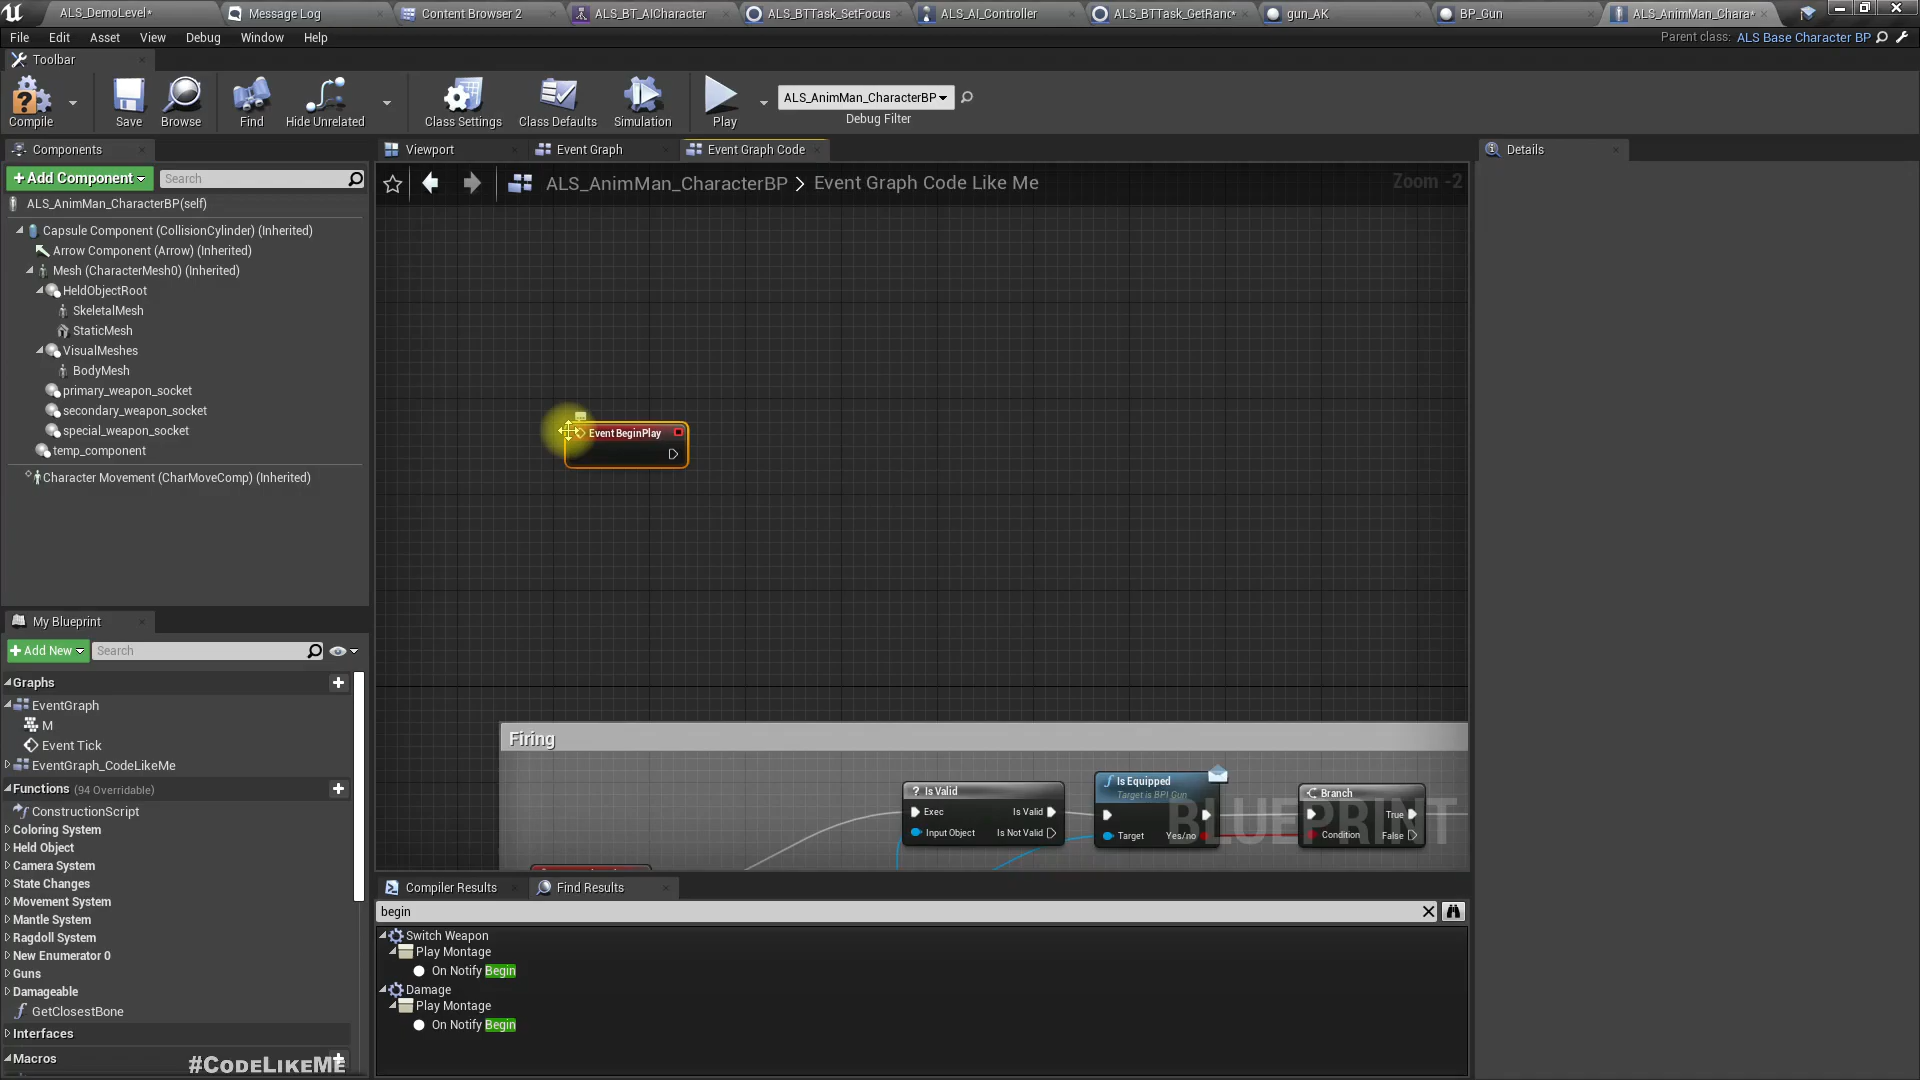 ALS_DemoLevel*
Message Log
Content Browser 2
ALS_BT_AICharacter
ALS_BTTask_SetFocus
ALS_AI_Controller
ALS_BTTask_GetRanc*
gun_AK
BP_Gun
ALS_AnimMan_Chara*
File Edit Asset View Debug Window Help
Parent class: ALS Base Character BP
Toolbar
Compile
Save
Browse
Find
Hide Unrelated
Class Settings
Class Defaults
Simulation
Play
ALS_AnimMan_CharacterBP
Debug Filter
Components
+Add Component
Search
ALS_AnimMan_CharacterBP(self)
Capsule Component (CollisionCylinder) (Inherited)
Arrow Component (Arrow) (Inherited)
Mesh (CharacterMesh0) (Inherited)
HeldObjectRoot
SkeletalMesh
StaticMesh
VisualMeshes
BodyMesh
primary_weapon_socket
secondary_weapon_socket
special_weapon_socket
temp_component
Character Movement (CharMoveComp) (Inherited)
Viewport
Event Graph
Event Graph Code
ALS_AnimMan_CharacterBP > Event Graph Code Like Me
Zoom -2
Event BeginPlay
Firing
Is Valid
Exec
Is Valid
Input Object
Is Not Valid
Is Equipped
Target is BPI Gun
Target
Yes/no
Branch
True
Condition
False
BLUEPRINT
Details
My Blueprint
+Add New
Search
Graphs
EventGraph
M
Event Tick
EventGraph_CodeLikeMe
Functions (94 Overridable)
ConstructionScript
Coloring System
Held Object
Camera System
State Changes
Movement System
Mantle System
Ragdoll System
New Enumerator 0
Guns
Damageable
GetClosestBone
Interfaces
Macros
#CodeLikeMe
Compiler Results
Find Results
begin
Switch Weapon
Play Montage
On Notify Begin
Damage
Play Montage
On Notify Begin